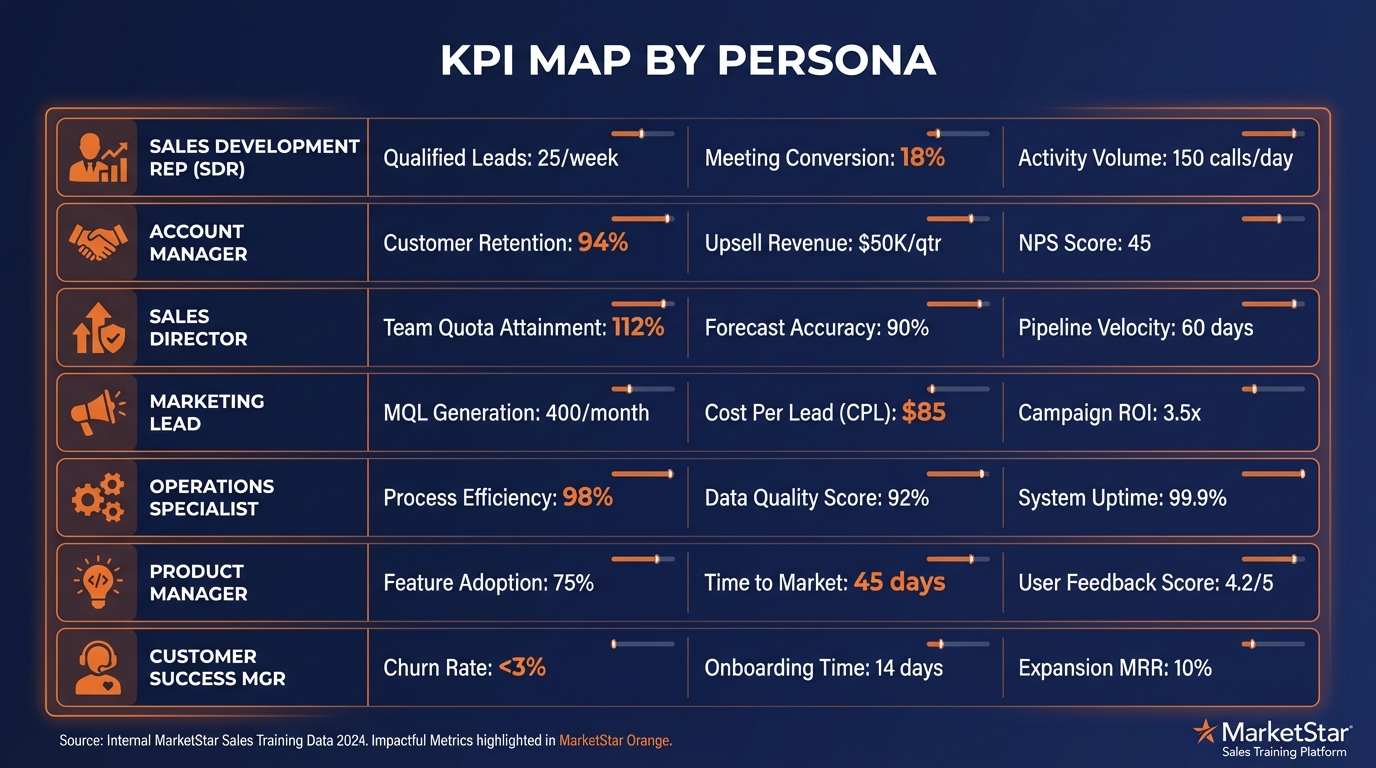 KPI MAP BY PERSONA
SALES DEVELOPMENT
REP (SDR)
Qualified Leads: 25/week
Meeting Conversion: 18%
Activity Volume: 150 calls/day
ACCOUNT
MANAGER
Customer Retention: 94%
Upsell Revenue: $50K/qtr
NPS Score: 45
SALES
DIRECTOR
Team Quota Attainment: 112%
Forecast Accuracy: 90%
Pipeline Velocity: 60 days
MARKETING
LEAD
MQL Generation: 400/month
Cost Per Lead (CPL): $85
Campaign ROI: 3.5x
OPERATIONS
SPECIALIST
Process Efficiency: 98%
Data Quality Score: 92%
System Uptime: 99.9%
</>
PRODUCT
MANAGER
Feature Adoption: 75%
Time to Market: 45 days
User Feedback Score: 4.2/5
CUSTOMER
SUCCESS MGR
Churn Rate: <3%
Onboarding Time: 14 days
Expansion MRR: 10%
Source: Internal MarketStar Sales Training Data 2024. Impactful Metrics highlighted in MarketStar Orange.
MarketStar
Sales Training Platform